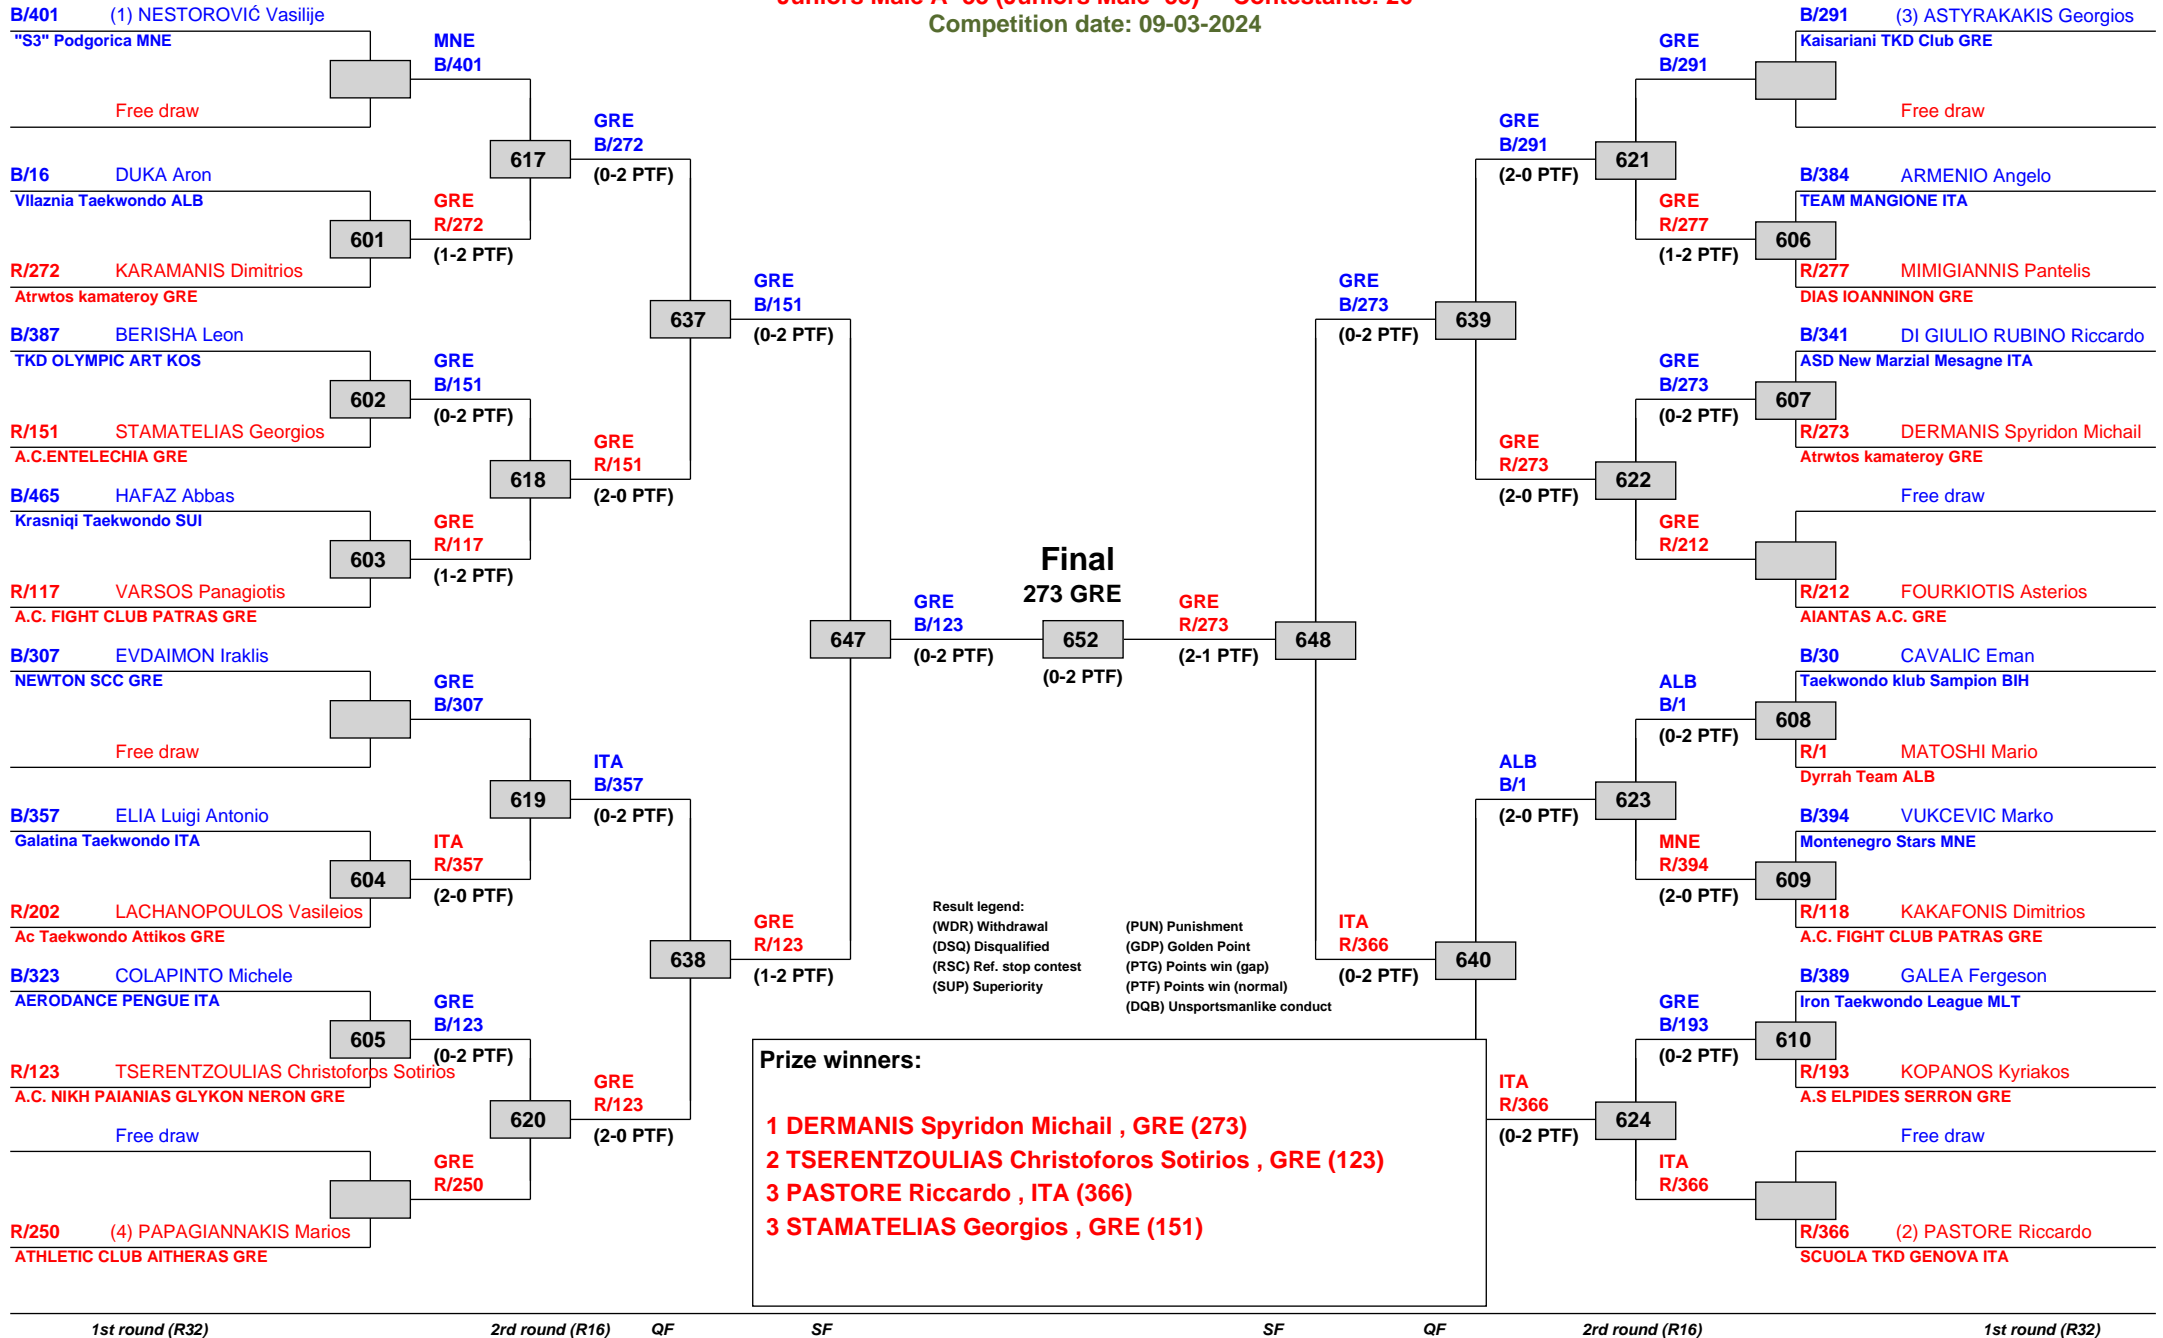 Competition date: 09-03-2024
B/401 (1) NESTOROVIĆ Vasilije
"S3" Podgorica MNE
Free draw
B/16 DUKA Aron
Vllaznia Taekwondo ALB
601
R/272 KARAMANIS Dimitrios
Atrwtos kamateroy GRE
B/387 BERISHA Leon
TKD OLYMPIC ART KOS
602
R/151 STAMATELIAS Georgios
A.C.ENTELECHIA GRE
B/465 HAFAZ Abbas
Krasniqi Taekwondo SUI
603
R/117 VARSOS Panagiotis
A.C. FIGHT CLUB PATRAS GRE
B/307 EVDAIMON Iraklis
NEWTON SCC GRE
Free draw
B/357 ELIA Luigi Antonio
Galatina Taekwondo ITA
604
R/202 LACHANOPOULOS Vasileios
Ac Taekwondo Attikos GRE
B/323 COLAPINTO Michele
AERODANCE PENGUE ITA
605
R/123 TSERENTZOULIAS Christoforos Sotirios
A.C. NIKH PAIANIAS GLYKON NERON GRE
Free draw
R/250 (4) PAPAGIANNAKIS Marios
ATHLETIC CLUB AITHERAS GRE
MNE
B/401
617
GRE
R/272
(1-2 PTF)
GRE
B/151
(0-2 PTF)
618
GRE
R/117
(1-2 PTF)
GRE
B/307
619
ITA
R/357
(2-0 PTF)
GRE
B/123
(0-2 PTF)
620
GRE
R/250
GRE
B/272
(0-2 PTF)
637
GRE
R/151
(2-0 PTF)
ITA
B/357
(0-2 PTF)
638
GRE
R/123
(2-0 PTF)
GRE
B/151
(0-2 PTF)
647
GRE
R/123
(1-2 PTF)
GRE
B/123
(0-2 PTF)
Final
273 GRE
652
(0-2 PTF)
GRE
R/273
(2-1 PTF)
648
GRE
B/273
(0-2 PTF)
639
ITA
R/366
(0-2 PTF)
640
GRE
B/291
(2-0 PTF)
621
GRE
R/273
(2-0 PTF)
622
ALB
B/1
(2-0 PTF)
623
ITA
R/366
(0-2 PTF)
624
GRE
B/291
GRE
R/277
(1-2 PTF)
GRE
B/273
(0-2 PTF)
GRE
R/212
ALB
B/1
(0-2 PTF)
MNE
R/394
(2-0 PTF)
GRE
B/193
(0-2 PTF)
ITA
R/366
B/291 (3) ASTYRAKAKIS Georgios
Kaisariani TKD Club GRE
Free draw
B/384 ARMENIO Angelo
TEAM MANGIONE ITA
606
R/277 MIMIGIANNIS Pantelis
DIAS IOANNINON GRE
B/341 DI GIULIO RUBINO Riccardo
ASD New Marzial Mesagne ITA
607
R/273 DERMANIS Spyridon Michail
Atrwtos kamateroy GRE
Free draw
R/212 FOURKIOTIS Asterios
AIANTAS A.C. GRE
B/30 CAVALIC Eman
Taekwondo klub Sampion BIH
608
R/1 MATOSHI Mario
Dyrrah Team ALB
B/394 VUKCEVIC Marko
Montenegro Stars MNE
609
R/118 KAKAFONIS Dimitrios
A.C. FIGHT CLUB PATRAS GRE
B/389 GALEA Fergeson
Iron Taekwondo League MLT
610
R/193 KOPANOS Kyriakos
A.S ELPIDES SERRON GRE
Free draw
R/366 (2) PASTORE Riccardo
SCUOLA TKD GENOVA ITA
Result legend:
(WDR) Withdrawal (PUN) Punishment
(DSQ) Disqualified (GDP) Golden Point
(RSC) Ref. stop contest (PTG) Points win (gap)
(SUP) Superiority (PTF) Points win (normal)
(DQB) Unsportsmanlike conduct
Prize winners:
1 DERMANIS Spyridon Michail , GRE (273)
2 TSERENTZOULIAS Christoforos Sotirios , GRE (123)
3 PASTORE Riccardo , ITA (366)
3 STAMATELIAS Georgios , GRE (151)
1st round (R32) 2rd round (R16) QF SF SF QF 2rd round (R16) 1st round (R32)